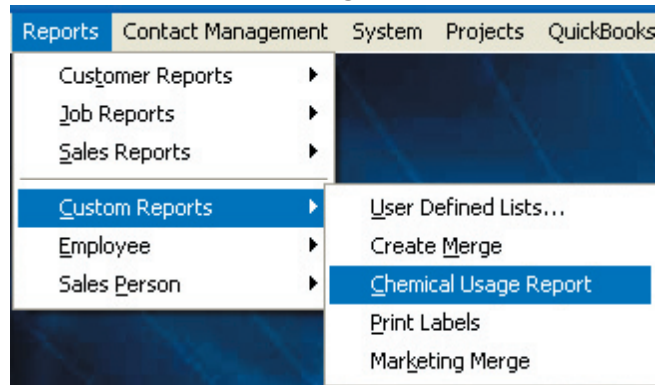 Reports Contact Management System Projects QuickBooks
Customer Reports
Job Reports
Sales Reports
Custom Reports
Employee
Sales Person
User Defined Lists...
Create Merge
Chemical Usage Report
Print Labels
Marketing Merge